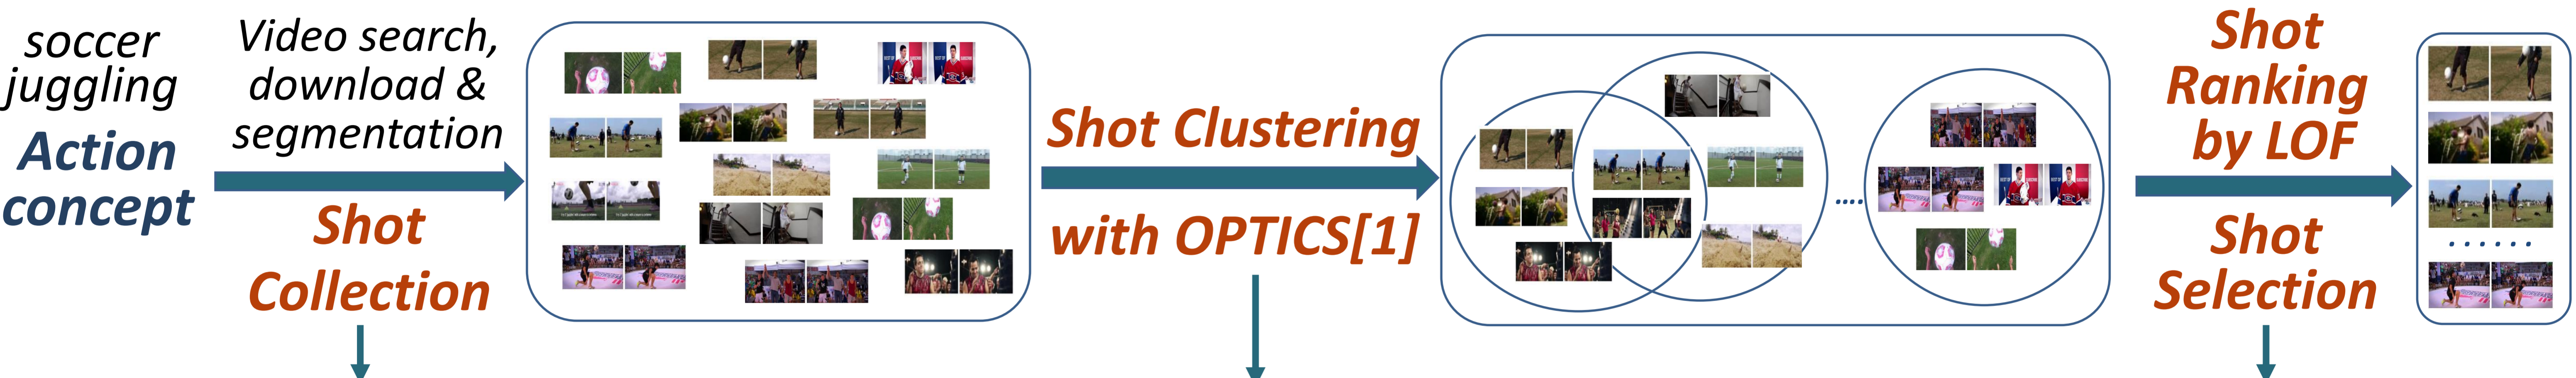 soccer
juggling
Action
concept
Video search,
download &
segmentation
Shot
Collection
Shot Clustering
with OPTICS[1]
....
Shot
Ranking
by LOF
Shot
Selection
......